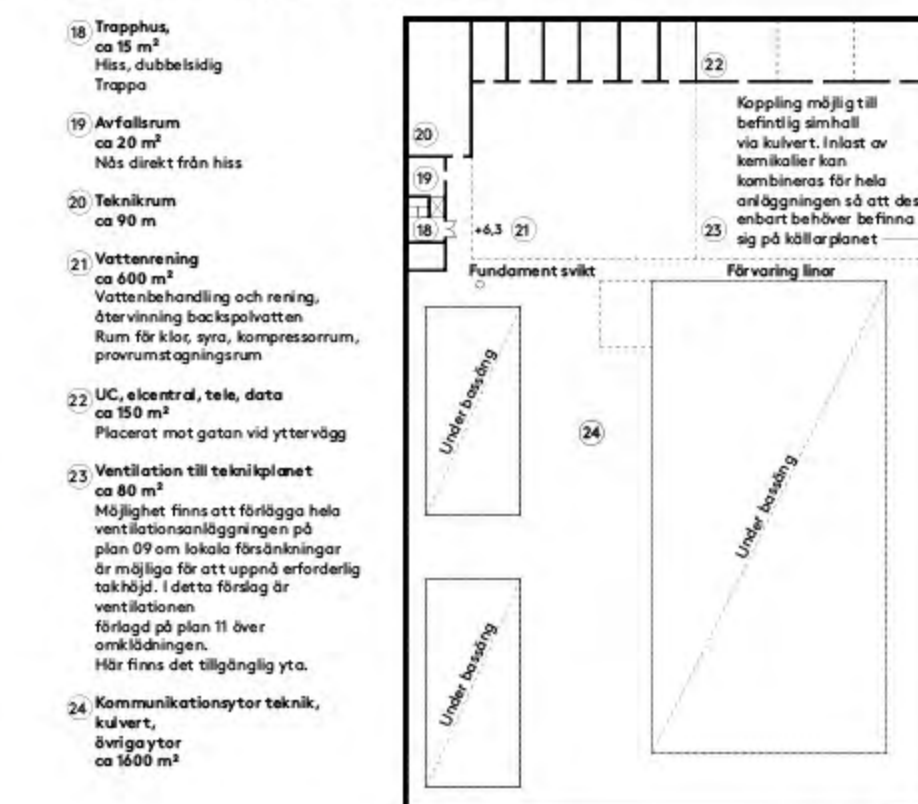 18 Trapphus,
ca 15 m²
Hiss, dubbelsidig
Trappa
19 Avfallsrum
ca 20 m²
Nås direkt från hiss
20 Teknikrum
ca 90 m
21 Vattenrening
ca 600 m²
Vattenbehandling och rening,
återvinning backspolvatten
Rum för klor, syra, kompressorrum,
provrumstagningsrum
22 UC, elcentral, tele, data
ca 150 m²
Placerat mot gatan vid yttervägg
23 Ventilation till teknikplanet
ca 80 m²
Möjlighet finns att förlägga hela
ventilationsanläggningen på
plan 09 om lokala försänkningar
är möjliga för att uppnå erforderlig
takhöjd. I detta förslag är
ventilationen
förlagd på plan 11 över
omklädningen.
Här finns det tillgänglig yta.
24 Kommunikationsytor teknik,
kulvert,
övriga ytor
ca 1600 m²
22
Koppling möjlig till
befintlig simhall
via kulvert. Inlast av
kemikalier kan
kombineras för hela
anläggningen så att des
enbart behöver befinna
sig på källarplanet
20
19
18
+6,3 21
23
Fundament svikt
Förvaring linor
Under bassäng
24
Under bassäng
Under bassäng